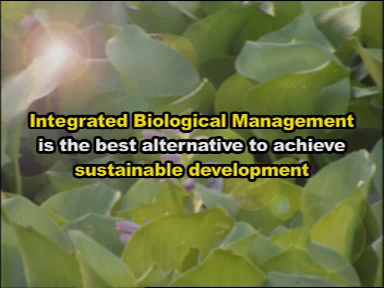 Integrated Biological Management
is the best alternative to achieve
sustainable development